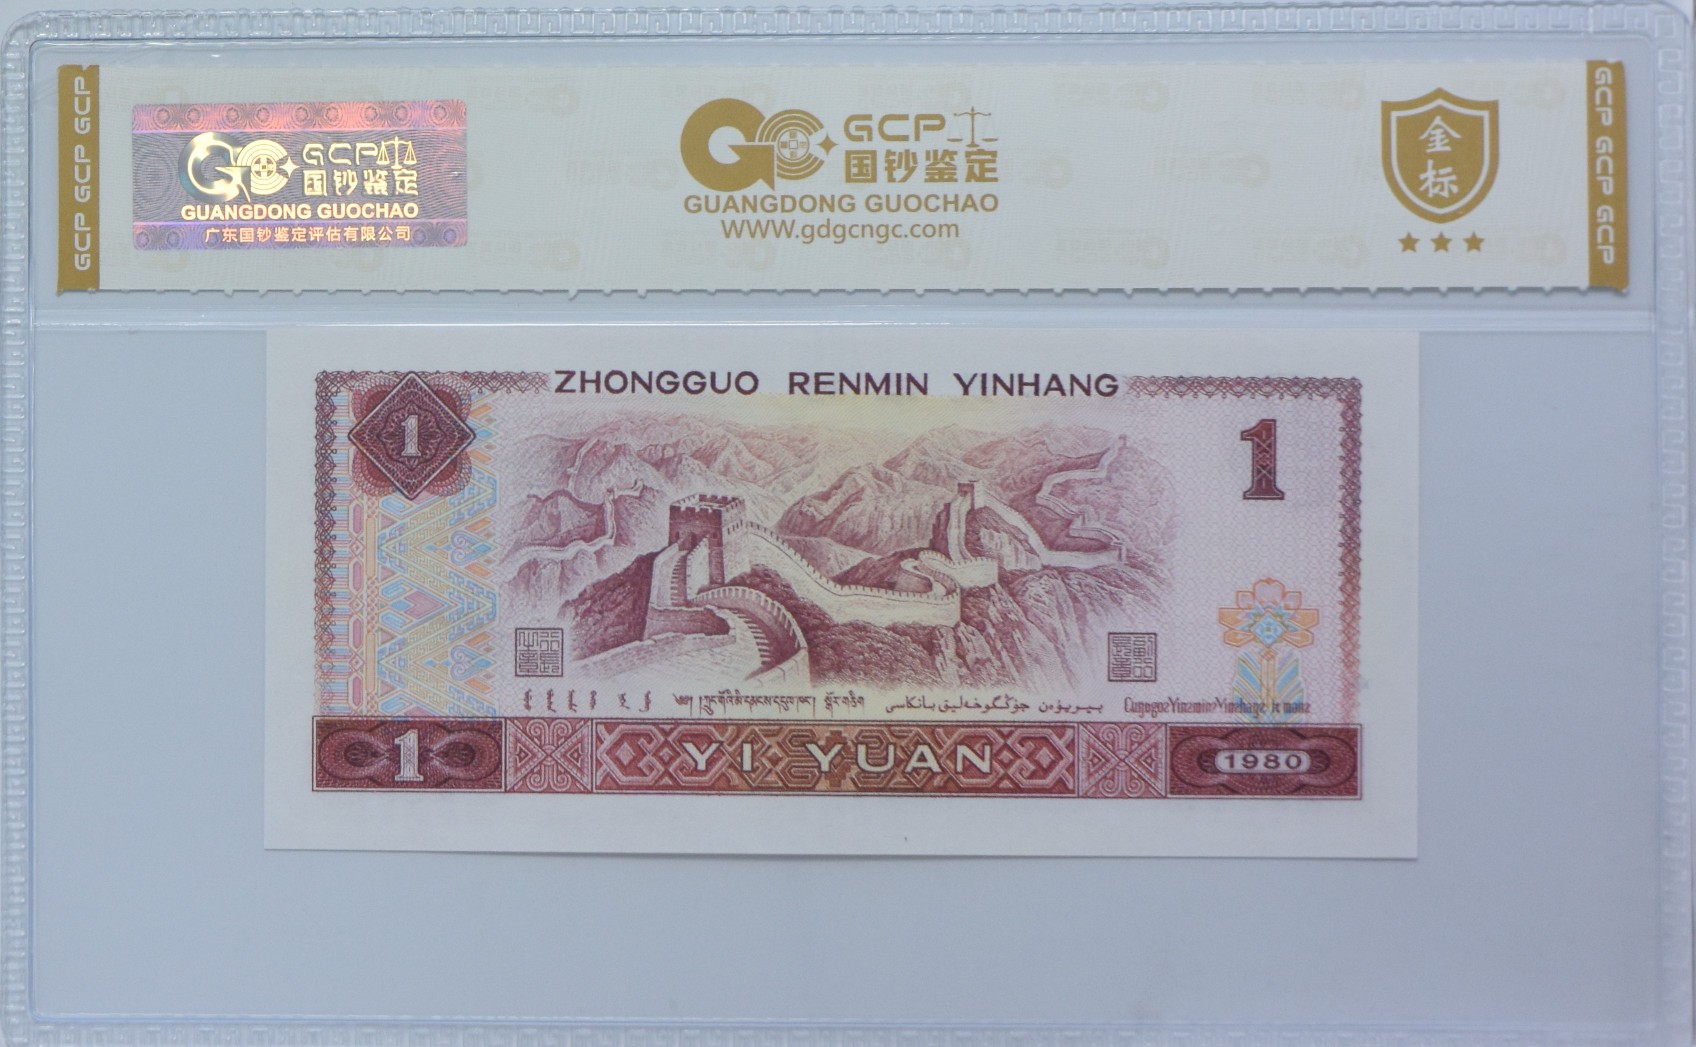 GCP GCP GCP
GCP
国钞鉴定
GUANGDONG GUOCHAO
广东国钞鉴定评估有限公司
GCP
国钞鉴定
GUANGDONG GUOCHAO
WWW.gdgcngc.com
金标
GCP GCP GCP
ZHONGGUO RENMIN YINHANG
1
1
1
YI YUAN
1980